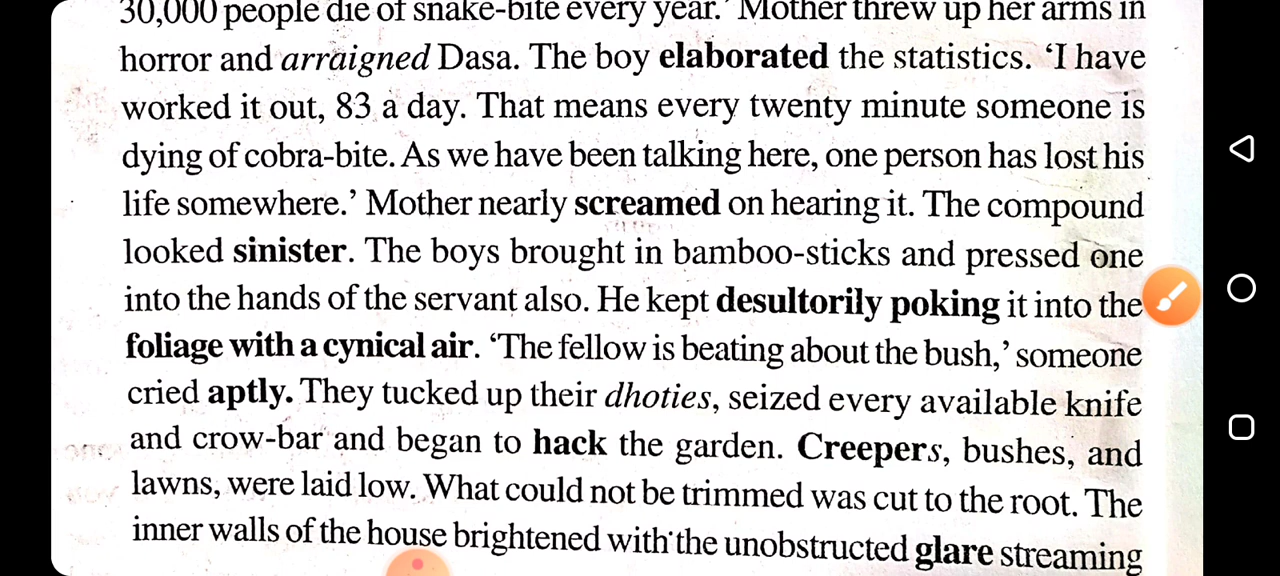 30,000 people die of snake-bite every year.' Mother threw up her arms in
horror and arraigned Dasa. The boy elaborated the statistics. 'I have
worked it out, 83 a day. That means every twenty minute someone is
dying of cobra-bite. As we have been talking here, one person has lost his
life somewhere.' Mother nearly screamed on hearing it. The compound
looked sinister. The boys brought in bamboo-sticks and pressed one
into the hands of the servant also. He kept desultorily poking it into the
foliage with a cynical air. 'The fellow is beating about the bush,' someone
cried aptly. They tucked up their dhoties, seized every available knife
and crow-bar and began to hack the garden. Creepers, bushes, and
lawns, were laid low. What could not be trimmed was cut to the root. The
inner walls of the house brightened with the unobstructed glare streaming